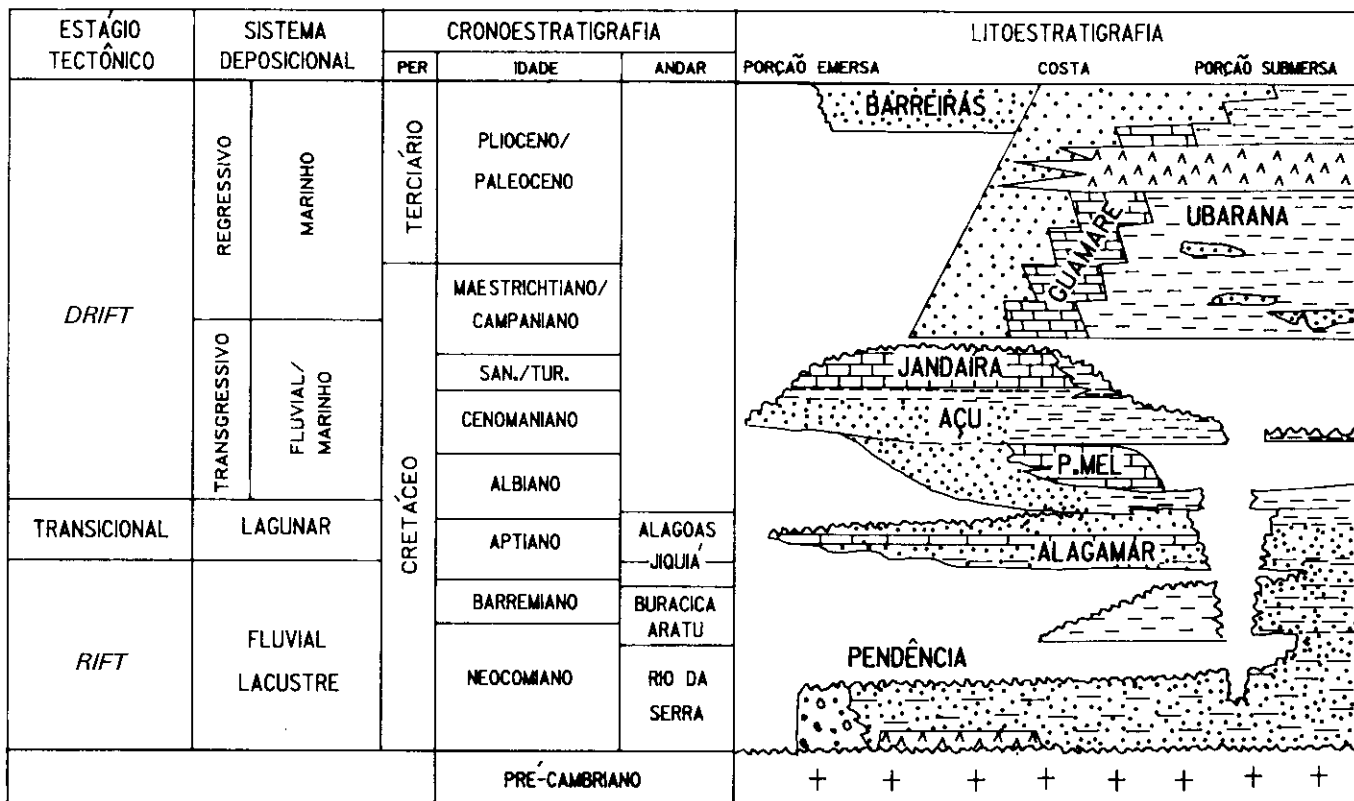 ESTÁGIO
TECTÔNICO
SISTEMA
DEPOSICIONAL
CRONOESTRATIGRAFIA
PER
IDADE
ANDAR
LITOESTRATIGRAFIA
PORÇÃO EMERSA
COSTA
PORÇÃO SUBMERSA
DRIFT
TRANSICIONAL
RIFT
REGRESSIVO
MARINHO
TRANSGRESSIVO
FLUVIAL/
MARINHO
LAGUNAR
FLUVIAL
LACUSTRE
TERCIÁRIO
CRETÁCEO
PLIOCENO/
PALEOCENO
MAESTRICHTIANO/
CAMPANIANO
SAN./TUR.
CENOMANIANO
ALBIANO
APTIANO
BARREMIANO
NEOCOMIANO
PRÉ-CAMBRIANO
ALAGOAS
JIQUIÁ
BURACICA
ARATU
RIO DA
SERRA
BARREIRAS
UBARANA
GUAMARÉ
JANDAÍRA
AÇU
P.MEL
ALAGAMAR
PENDÊNCIA